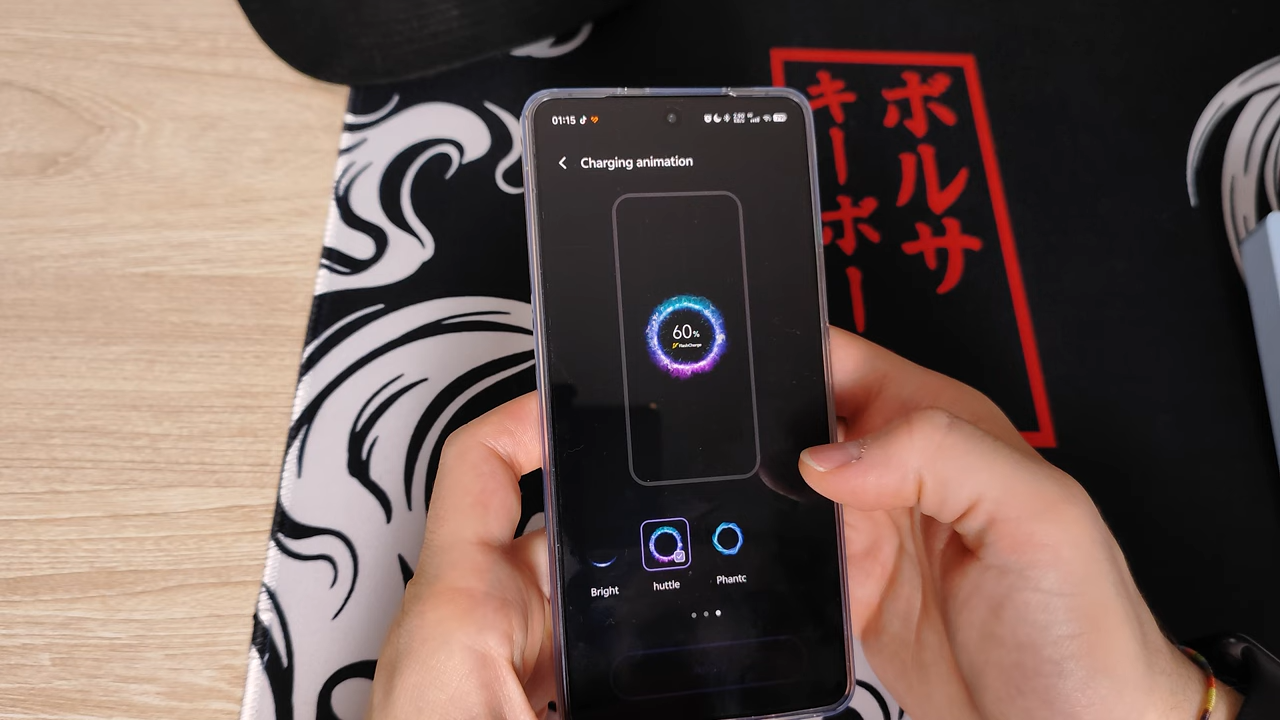 01:15
Charging animation
60%
FlashCharge
Bright
huttle
Phantc
ボルサ
キーボー